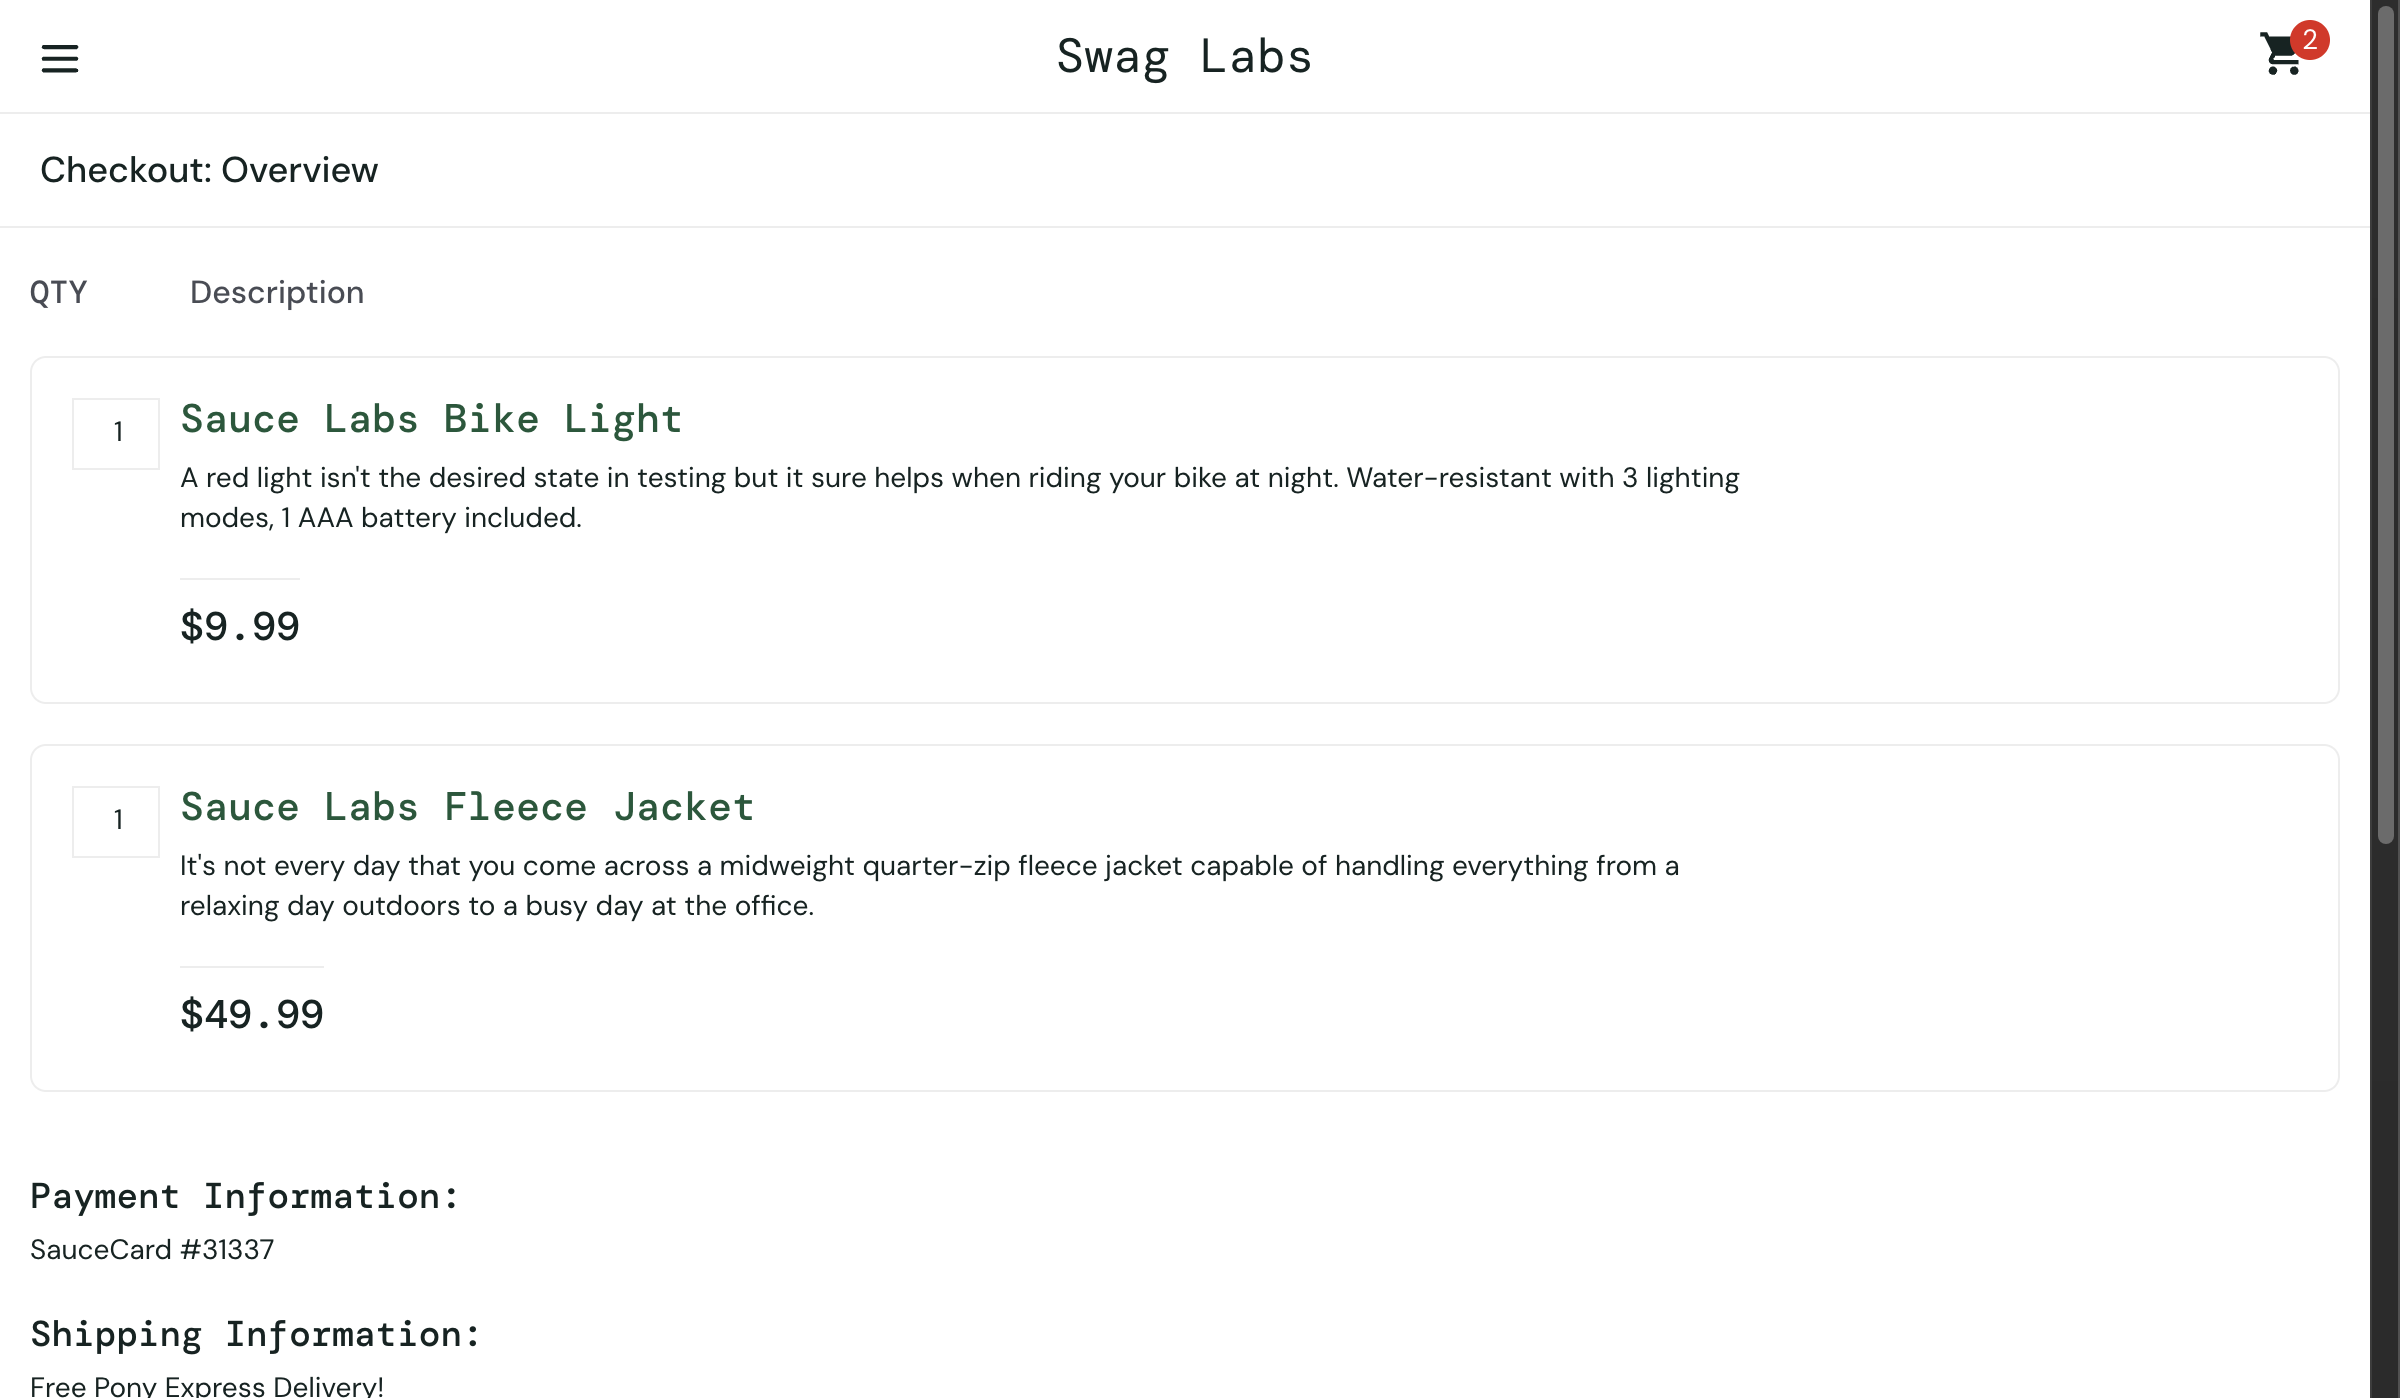 Swag Labs
2
Checkout: Overview
QTY Description
1
Sauce Labs Bike Light
A red light isn't the desired state in testing but it sure helps when riding your bike at night. Water-resistant with 3 lighting
modes, 1 AAA battery included.
$9.99
1
Sauce Labs Fleece Jacket
It's not every day that you come across a midweight quarter-zip fleece jacket capable of handling everything from a
relaxing day outdoors to a busy day at the office.
$49.99
Payment Information:
SauceCard #31337
Shipping Information:
Free Pony Express Delivery!